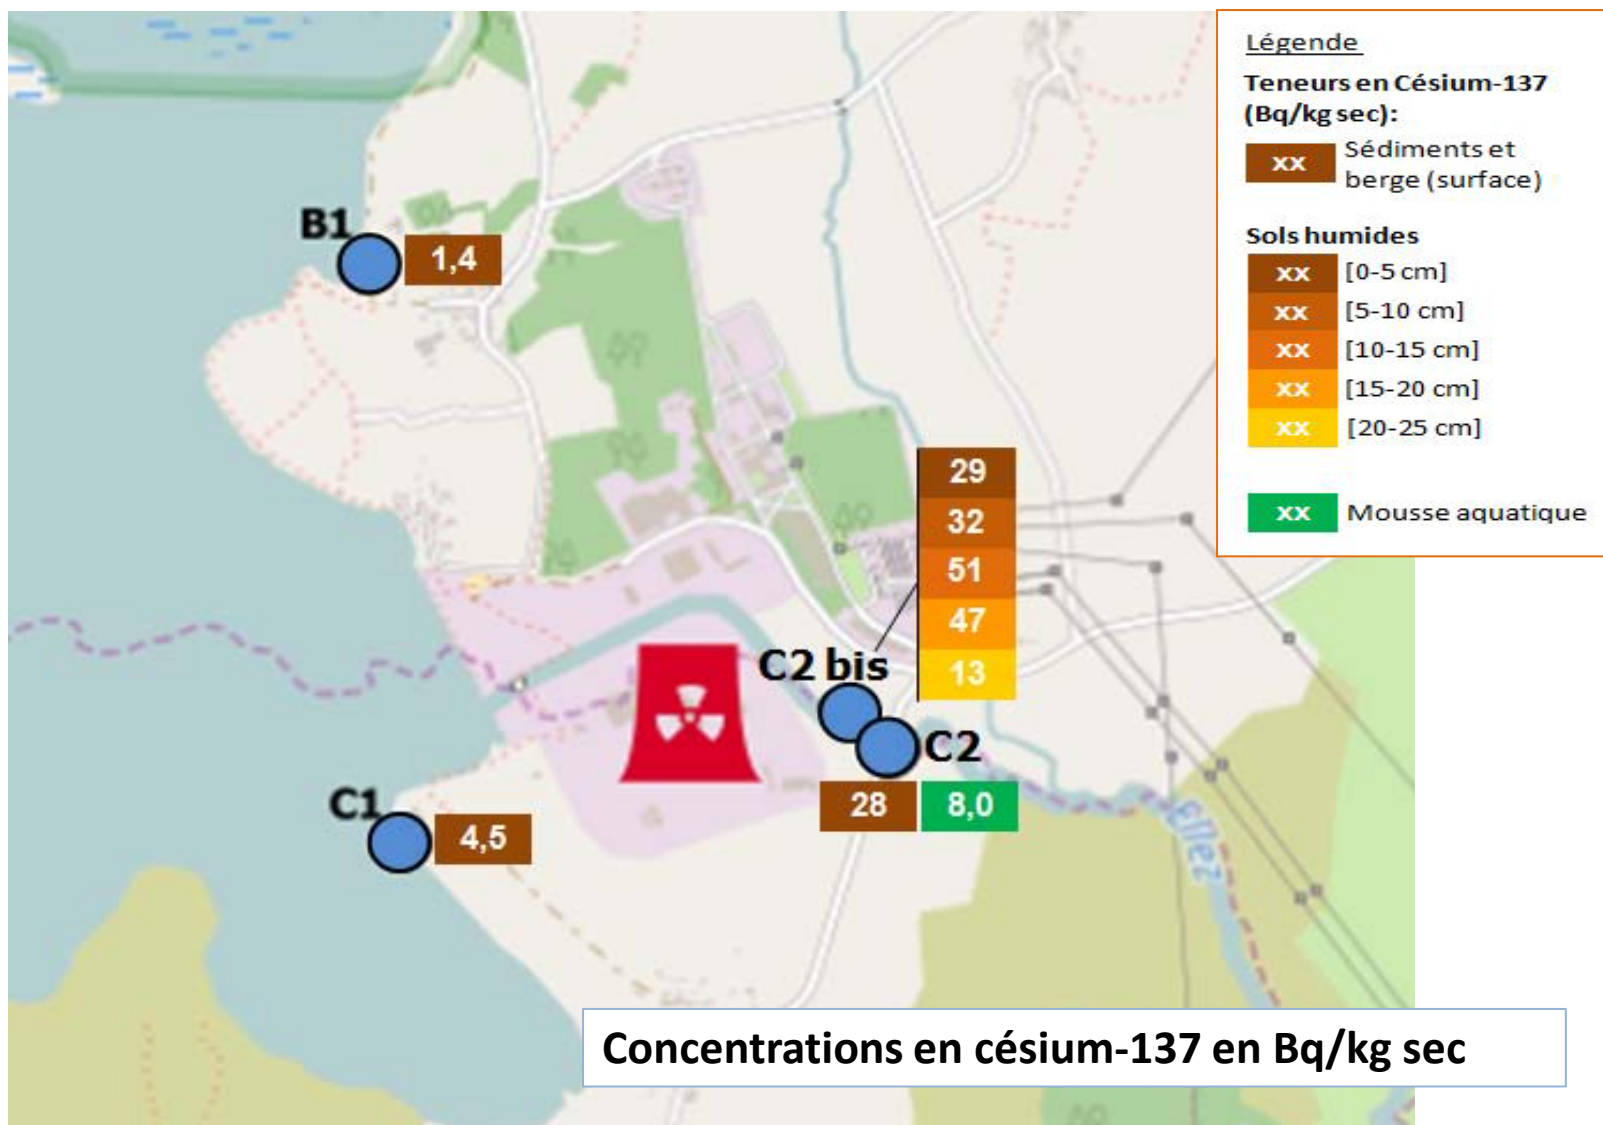 Légende
Teneurs en Césium-137
(Bq/kg sec):
xx Sédiments et
berge (surface)
Sols humides
xx [0-5 cm]
xx [5-10 cm]
xx [10-15 cm]
xx [15-20 cm]
xx [20-25 cm]
xx Mousse aquatique
B1
1,4
29
32
51
47
13
C2 bis
C2
28 8,0
C1
4,5
Ellez
Concentrations en césium-137 en Bq/kg sec